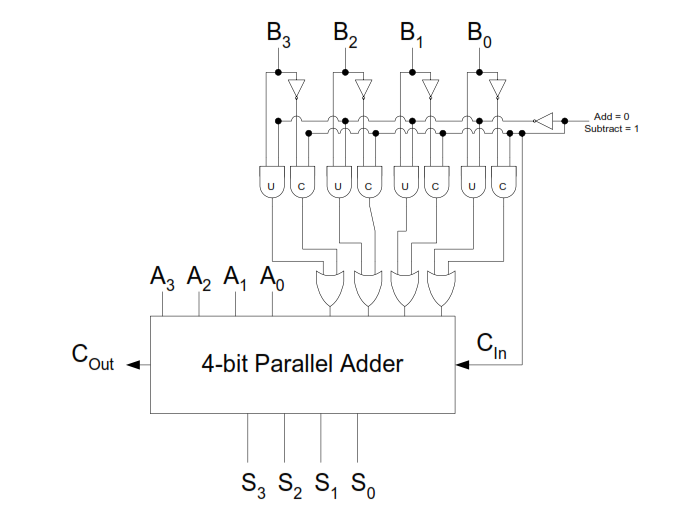 B3 B2 B1 B0
Add = 0
Subtract = 1
U C U C U C U C
A3 A2 A1 A0
COut
4-bit Parallel Adder
CIn
S3 S2 S1 S0